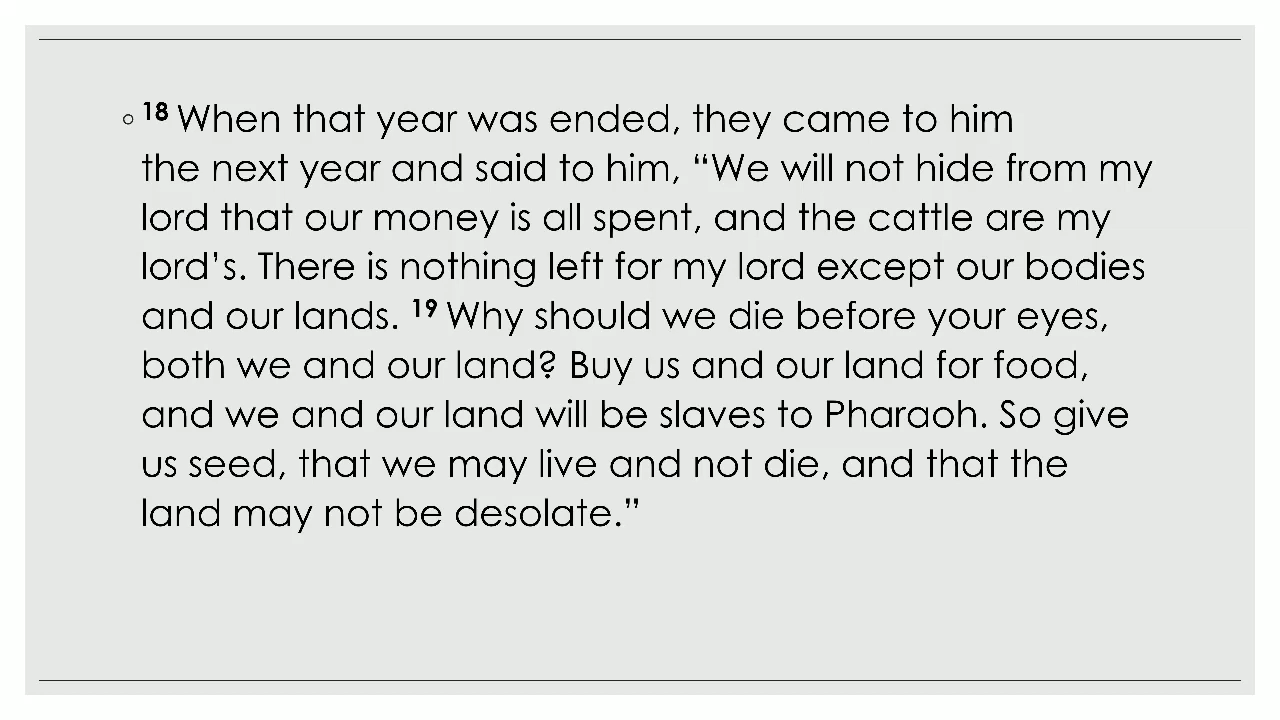 ◦ 18 When that year was ended, they came to him
the next year and said to him, “We will not hide from my
lord that our money is all spent, and the cattle are my
lord’s. There is nothing left for my lord except our bodies
and our lands. 19 Why should we die before your eyes,
both we and our land? Buy us and our land for food,
and we and our land will be slaves to Pharaoh. So give
us seed, that we may live and not die, and that the
land may not be desolate.”